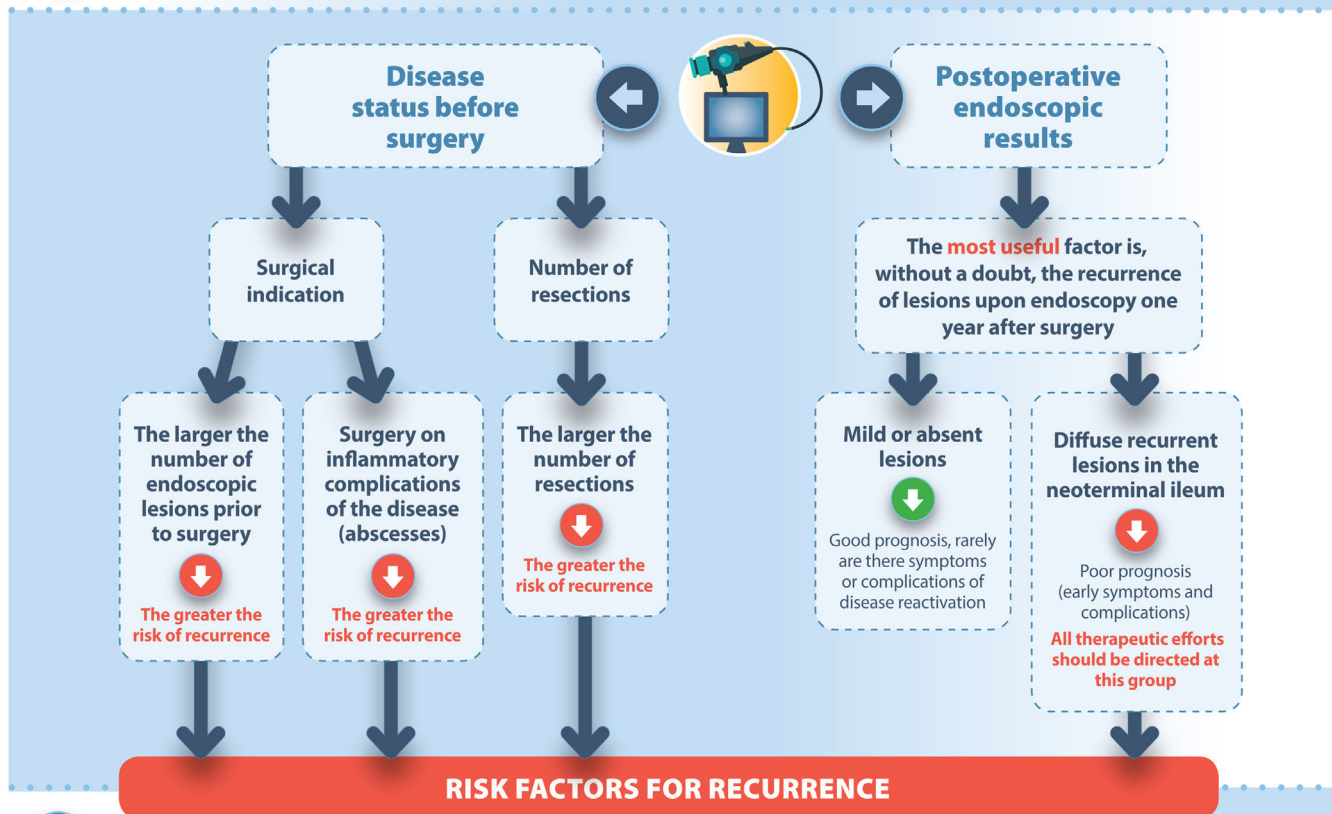 Disease
status before
surgery
Postoperative
endoscopic
results
Surgical
indication
Number of
resections
The most useful factor is,
without a doubt, the recurrence
of lesions upon endoscopy one
year after surgery
The larger the
number of
endoscopic
lesions prior
to surgery
The greater the
risk of recurrence
Surgery on
inflammatory
complications
of the disease
(abscesses)
The greater the
risk of recurrence
The larger the
number of
resections
The greater the
risk of recurrence
Mild or absent
lesions
Good prognosis, rarely
are there symptoms
or complications of
disease reactivation
Diffuse recurrent
lesions in the
neoterminal ileum
Poor prognosis
(early symptoms and
complications)
All therapeutic efforts
should be directed at
this group
RISK FACTORS FOR RECURRENCE